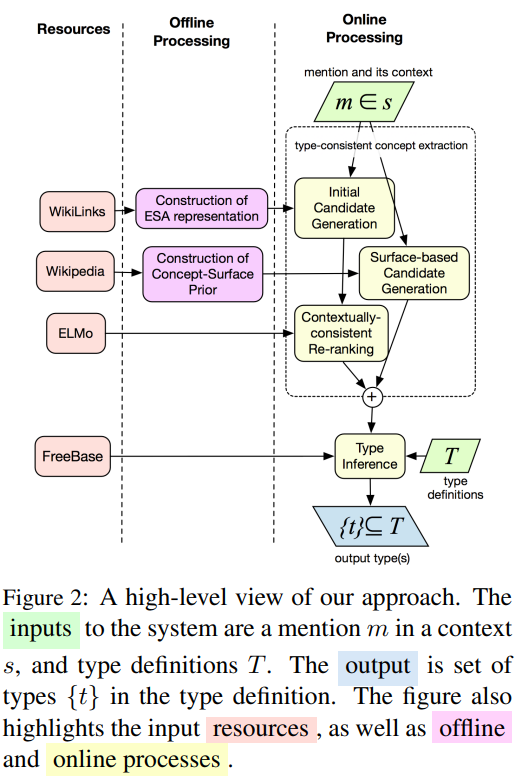 Resources
Offline
Processing
Online
Processing
mention and its context
m ∈ s
type-consistent concept extraction
WikiLinks
Construction of
ESA representation
Initial
Candidate
Generation
Wikipedia
Construction of
Concept-Surface
Prior
Surface-based
Candidate
Generation
ELMo
Contextually-
consistent
Re-ranking
+
FreeBase
Type
Inference
T
type
definitions
{t}⊆ T
output type(s)
Figure 2: A high-level view of our approach. The
inputs to the system are a mention m in a context
s, and type definitions T. The output is set of
types {t} in the type definition. The figure also
highlights the input resources , as well as offline
and online processes .